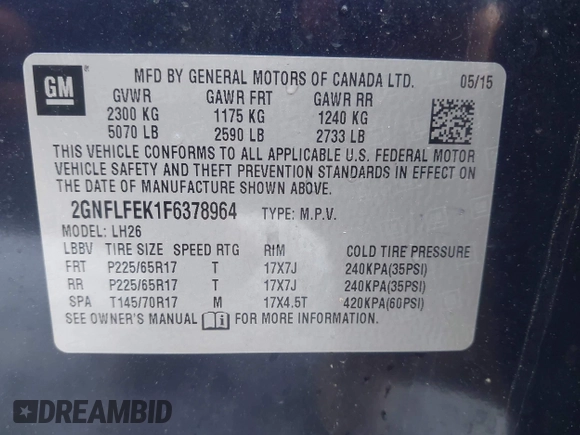 GM ®
MFD BY GENERAL MOTORS OF CANADA LTD. 05/15
GVWR GAWR FRT GAWR RR
2300 KG 1175 KG 1240 KG
5070 LB 2590 LB 2733 LB
THIS VEHICLE CONFORMS TO ALL APPLICABLE U.S. FEDERAL MOTOR
VEHICLE SAFETY AND THEFT PREVENTION STANDARDS IN EFFECT
ON THE DATE OF MANUFACTURE SHOWN ABOVE.
2GNFLFEK1F6378964 TYPE: M.P.V.
MODEL: LH26
LBBV TIRE SIZE SPEED RTG RIM COLD TIRE PRESSURE
FRT P225/65R17 T 17X7J 240KPA(35PSI)
RR P225/65R17 T 17X7J 240KPA(35PSI)
SPA T145/70R17 M 17X4.5T 420KPA(60PSI)
SEE OWNER'S MANUAL FOR MORE INFORMATION.
DREAMBID